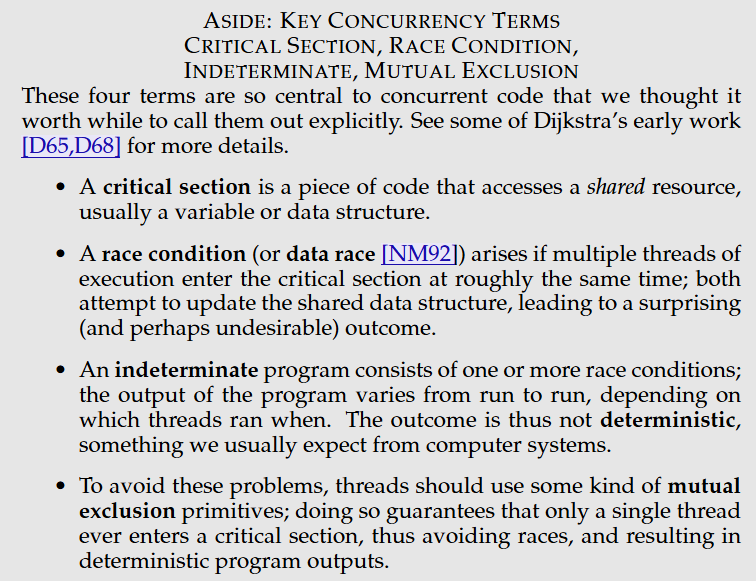 ASIDE: KEY CONCURRENCY TERMS
CRITICAL SECTION, RACE CONDITION,
INDETERMINATE, MUTUAL EXCLUSION
These four terms are so central to concurrent code that we thought it
worth while to call them out explicitly. See some of Dijkstra’s early work
[D65,D68] for more details.
• A critical section is a piece of code that accesses a shared resource,
usually a variable or data structure.
• A race condition (or data race [NM92]) arises if multiple threads of
execution enter the critical section at roughly the same time; both
attempt to update the shared data structure, leading to a surprising
(and perhaps undesirable) outcome.
• An indeterminate program consists of one or more race conditions;
the output of the program varies from run to run, depending on
which threads ran when. The outcome is thus not deterministic,
something we usually expect from computer systems.
• To avoid these problems, threads should use some kind of mutual
exclusion primitives; doing so guarantees that only a single thread
ever enters a critical section, thus avoiding races, and resulting in
deterministic program outputs.